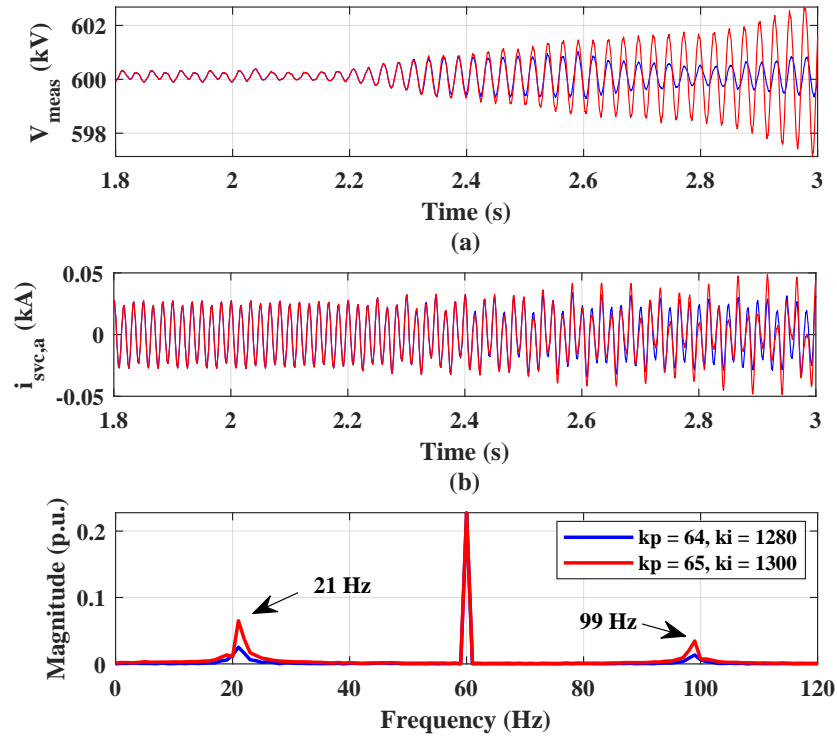 602
600
598
V_meas (kV)
1.8 2 2.2 2.4 2.6 2.8 3
Time (s)
(a)
0.05
0
-0.05
i_svc,a (kA)
1.8 2 2.2 2.4 2.6 2.8 3
Time (s)
(b)
0.2
0.1
0
Magnitude (p.u.)
kp = 64, ki = 1280
kp = 65, ki = 1300
21 Hz
99 Hz
0 20 40 60 80 100 120
Frequency (Hz)